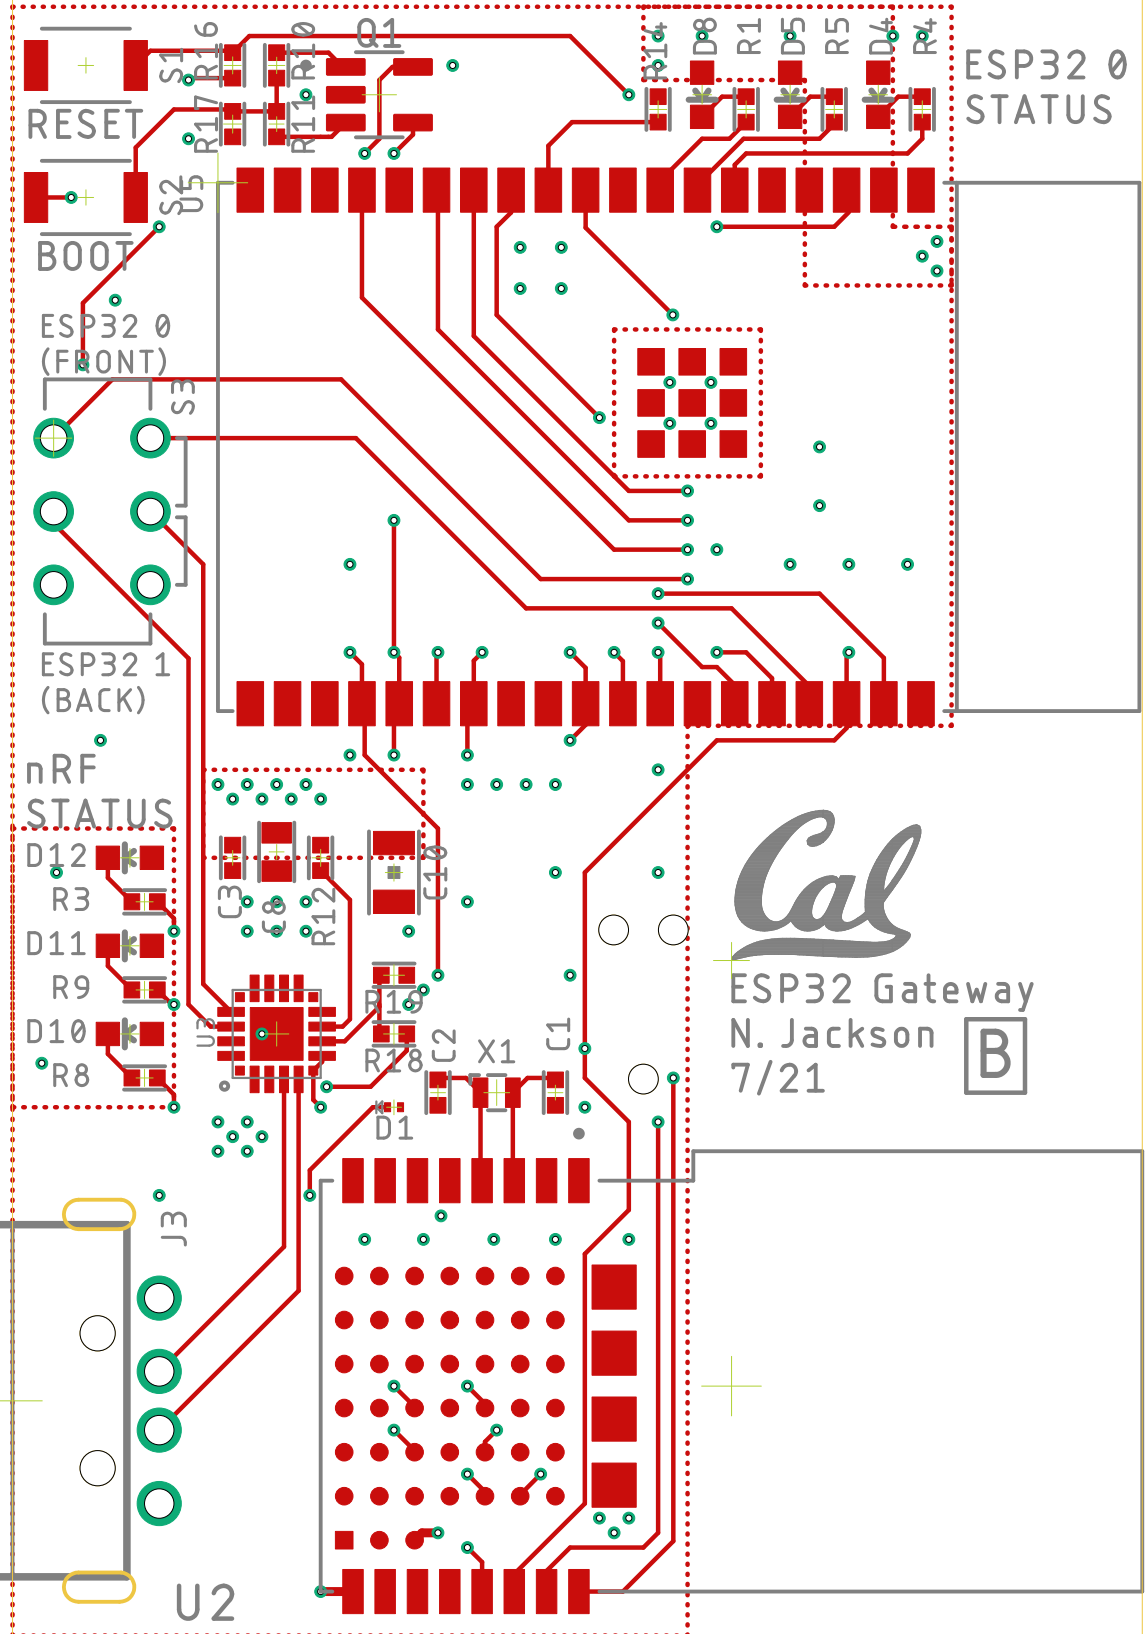 S1
R16
R10
Q1
R14
D8
R1
D5
R5
D4
R4
ESP32 0
STATUS
RESET
R17
R11
S2
U5
BOOT
ESP32 0
(FRONT)
S3
ESP32 1
(BACK)
nRF
STATUS
D12
R3
D11
R9
D10
R8
C3
C8
R12
C10
U3
R19
R18
C2
X1
C1
D1
Cal
ESP32 Gateway
N. Jackson
7/21
B
J3
U2